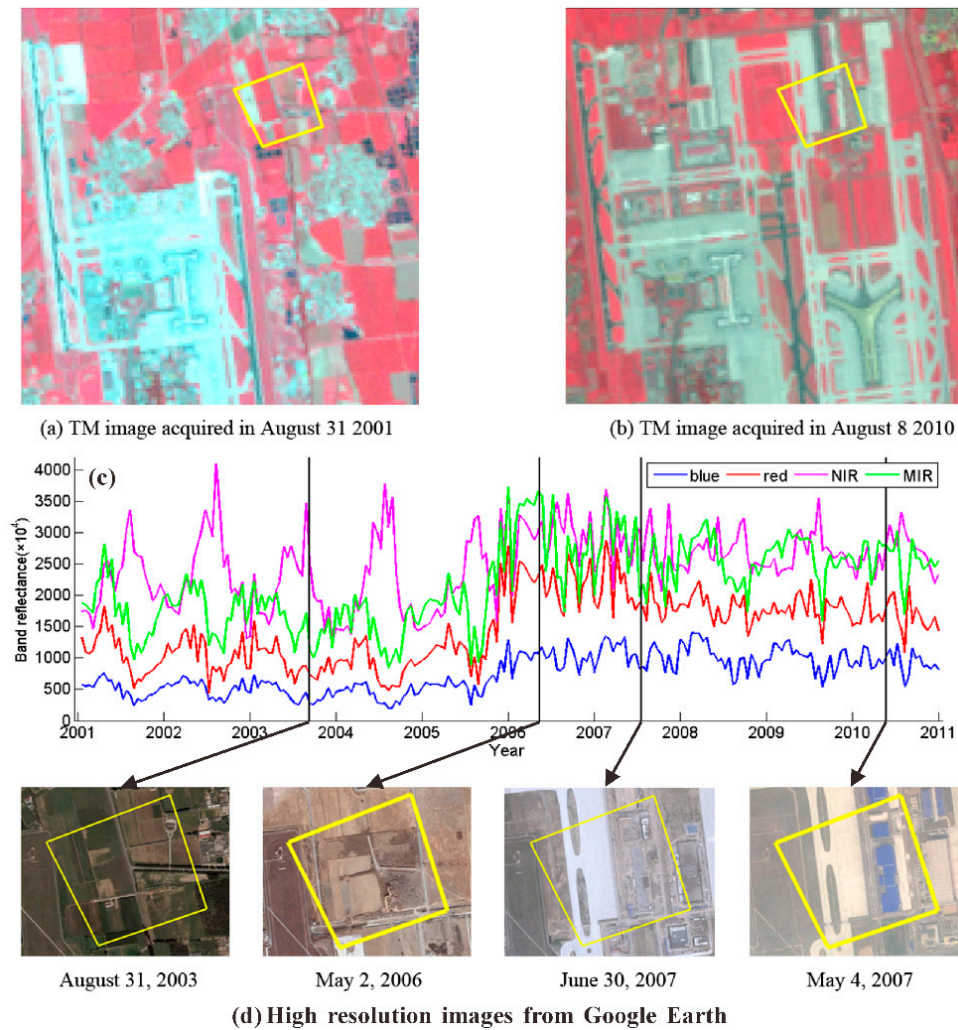 (a) TM image acquired in August 31 2001
(b) TM image acquired in August 8 2010
(c)
blue red NIR MIR
Band reflectance(×10⁴)
4000
3500
3000
2500
2000
1500
1000
500
0
2001 2002 2003 2004 2005 2006 2007 2008 2009 2010 2011
Year
August 31, 2003
May 2, 2006
June 30, 2007
May 4, 2007
(d) High resolution images from Google Earth